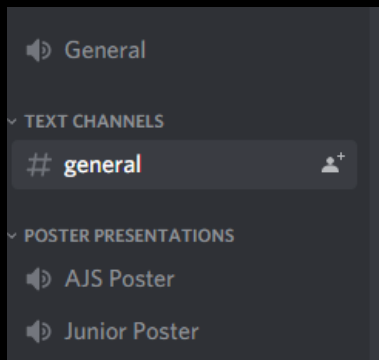 General
TEXT CHANNELS
# general
POSTER PRESENTATIONS
AJS Poster
Junior Poster